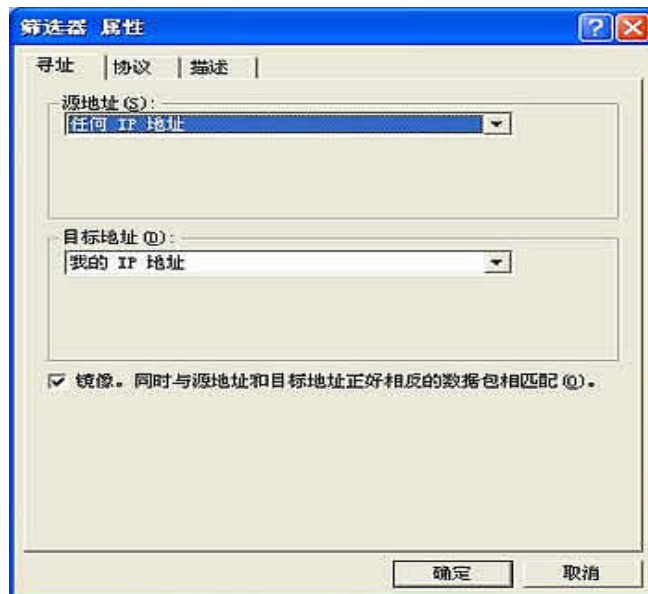 筛选器 属性
寻址 协议 描述
源地址(S):
任何 IP 地址
目标地址(D):
我的 IP 地址
镜像。同时与源地址和目标地址正好相反的数据包相匹配(O)。
确定 取消